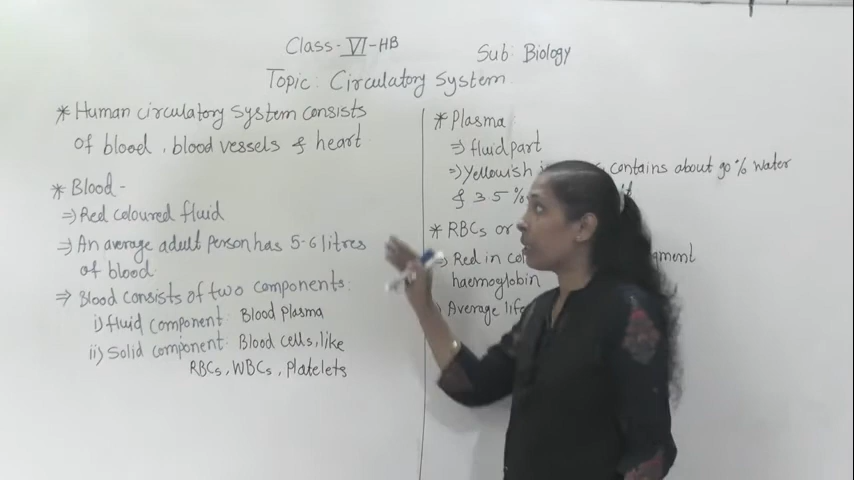 Class - VI - HB
Sub: Biology
Topic: Circulatory System
* Human circulatory system consists
of blood, blood vessels & heart
* Blood -
⇒ Red coloured fluid
⇒ An average adult person has 5-6 litres
of blood.
⇒ Blood consists of two components:
i) Fluid component: Blood plasma
ii) Solid component: Blood cells, like
RBCs, WBCs, Platelets
* Plasma:
⇒ fluid part
⇒ Yellowish contains about 90% water
& 3.5%
* RBCs or
⇒ Red in
haemoglobin
Average